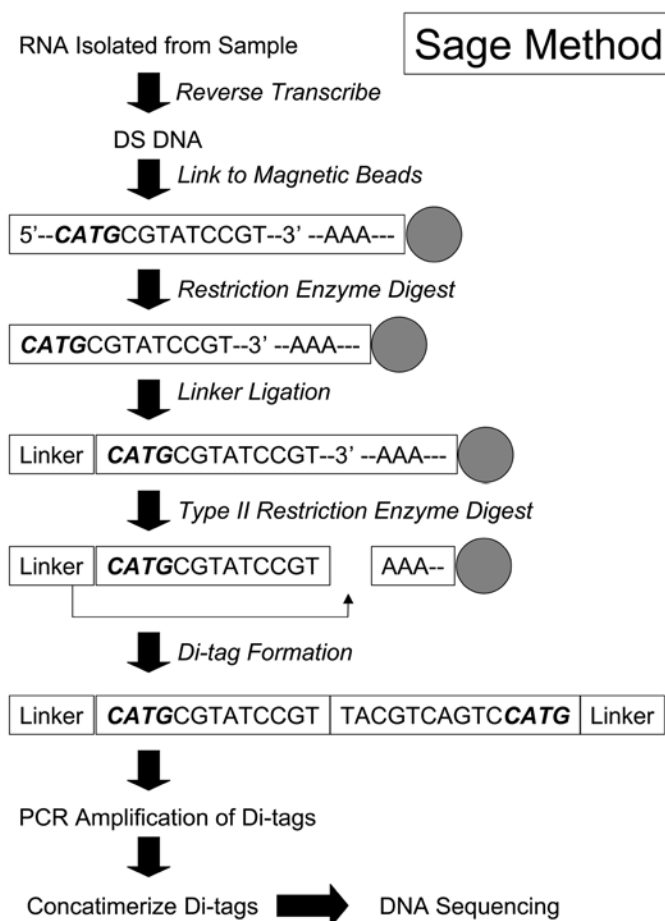 Sage Method
RNA Isolated from Sample
Reverse Transcribe
DS DNA
Link to Magnetic Beads
5'--CATGCGTATCCGT--3' --AAA---
Restriction Enzyme Digest
CATGCGTATCCGT--3' --AAA---
Linker Ligation
Linker CATGCGTATCCGT--3' --AAA---
Type II Restriction Enzyme Digest
Linker CATGCGTATCCGT AAA--
Di-tag Formation
Linker CATGCGTATCCGT TACGTCAGTCCATG Linker
PCR Amplification of Di-tags
Concatimerize Di-tags DNA Sequencing